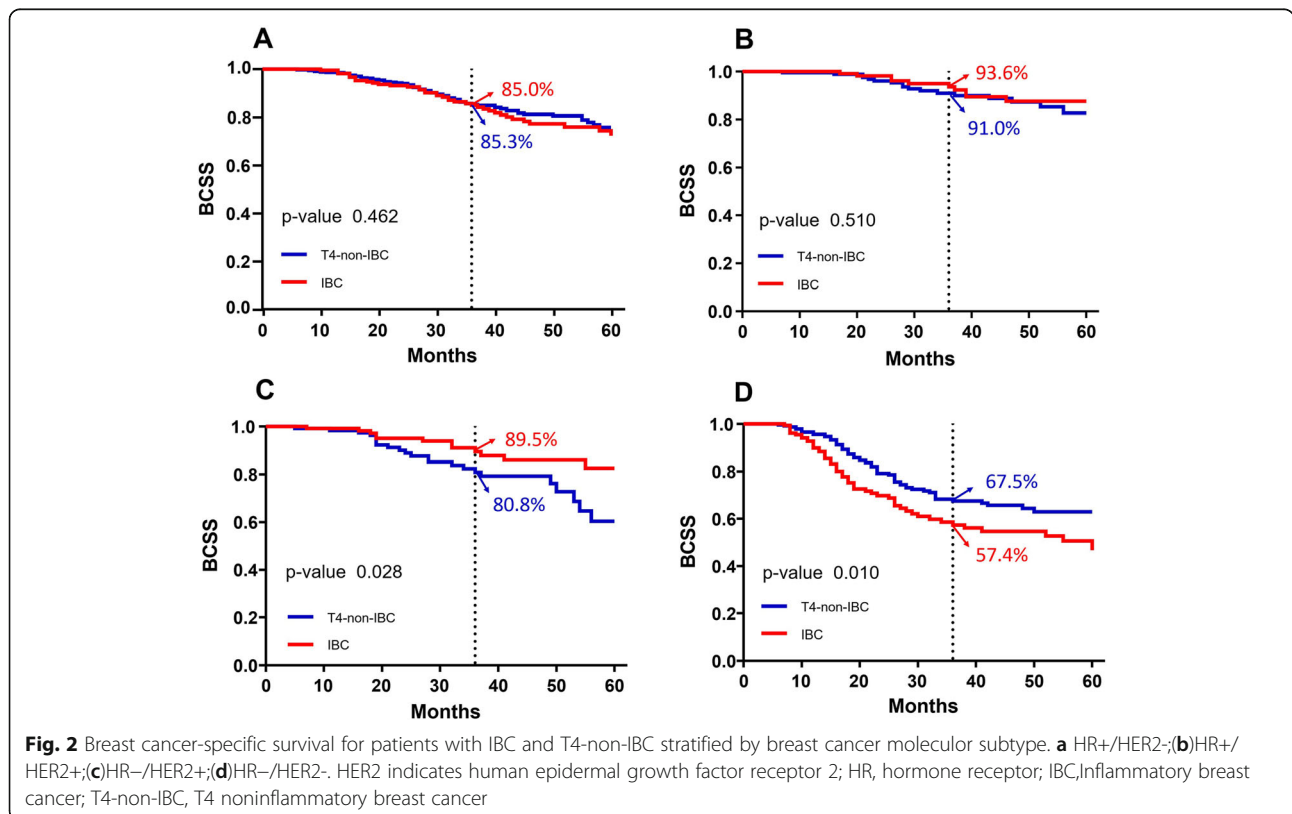 A
1.0
0.8
0.6
0.4
0.2
0.0
BCSS
85.0%
85.3%
p-value 0.462
T4-non-IBC
IBC
0 10 20 30 40 50 60
Months
B
1.0
0.8
0.6
0.4
0.2
0.0
BCSS
93.6%
91.0%
p-value 0.510
T4-non-IBC
IBC
0 10 20 30 40 50 60
Months
C
1.0
0.8
0.6
0.4
0.2
0.0
BCSS
89.5%
80.8%
p-value 0.028
T4-non-IBC
IBC
0 10 20 30 40 50 60
Months
D
1.0
0.8
0.6
0.4
0.2
0.0
BCSS
67.5%
57.4%
p-value 0.010
T4-non-IBC
IBC
0 10 20 30 40 50 60
Months
Fig. 2 Breast cancer-specific survival for patients with IBC and T4-non-IBC stratified by breast cancer moleculor subtype. a HR+/HER2-;(b)HR+/
HER2+;(c)HR−/HER2+;(d)HR−/HER2-. HER2 indicates human epidermal growth factor receptor 2; HR, hormone receptor; IBC,Inflammatory breast
cancer; T4-non-IBC, T4 noninflammatory breast cancer